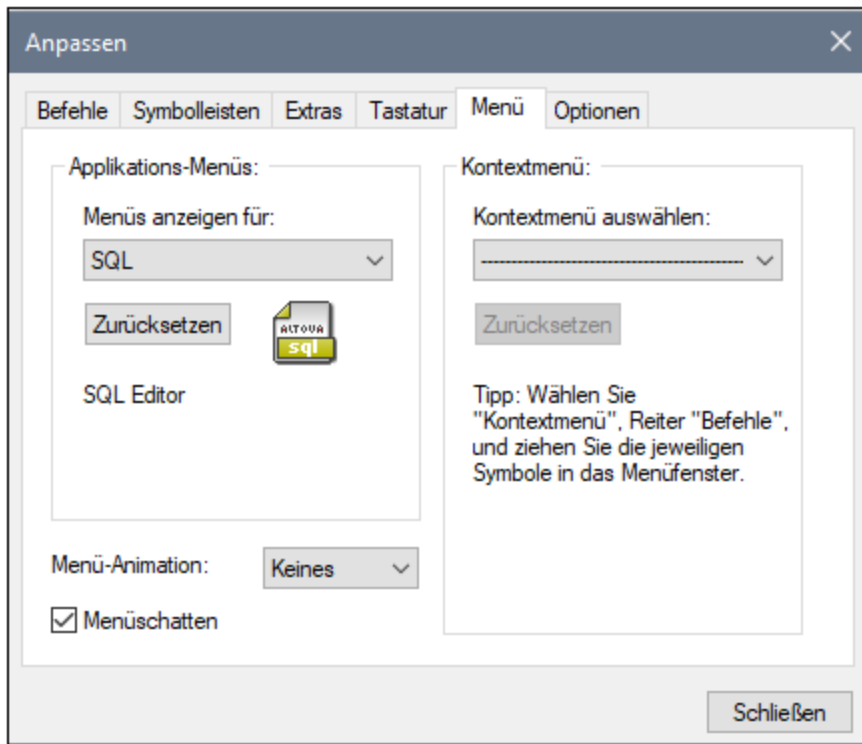 Anpassen
Befehle Symbolleisten Extras Tastatur Menü Optionen
Applikations-Menüs:
Menüs anzeigen für:
SQL
Zurücksetzen
ALTOVA
sql
SQL Editor
Kontextmenü:
Kontextmenü auswählen:
Zurücksetzen
Tipp: Wählen Sie
"Kontextmenü", Reiter "Befehle",
und ziehen Sie die jeweiligen
Symbole in das Menüfenster.
Menü-Animation: Keines
Menüschatten
Schließen